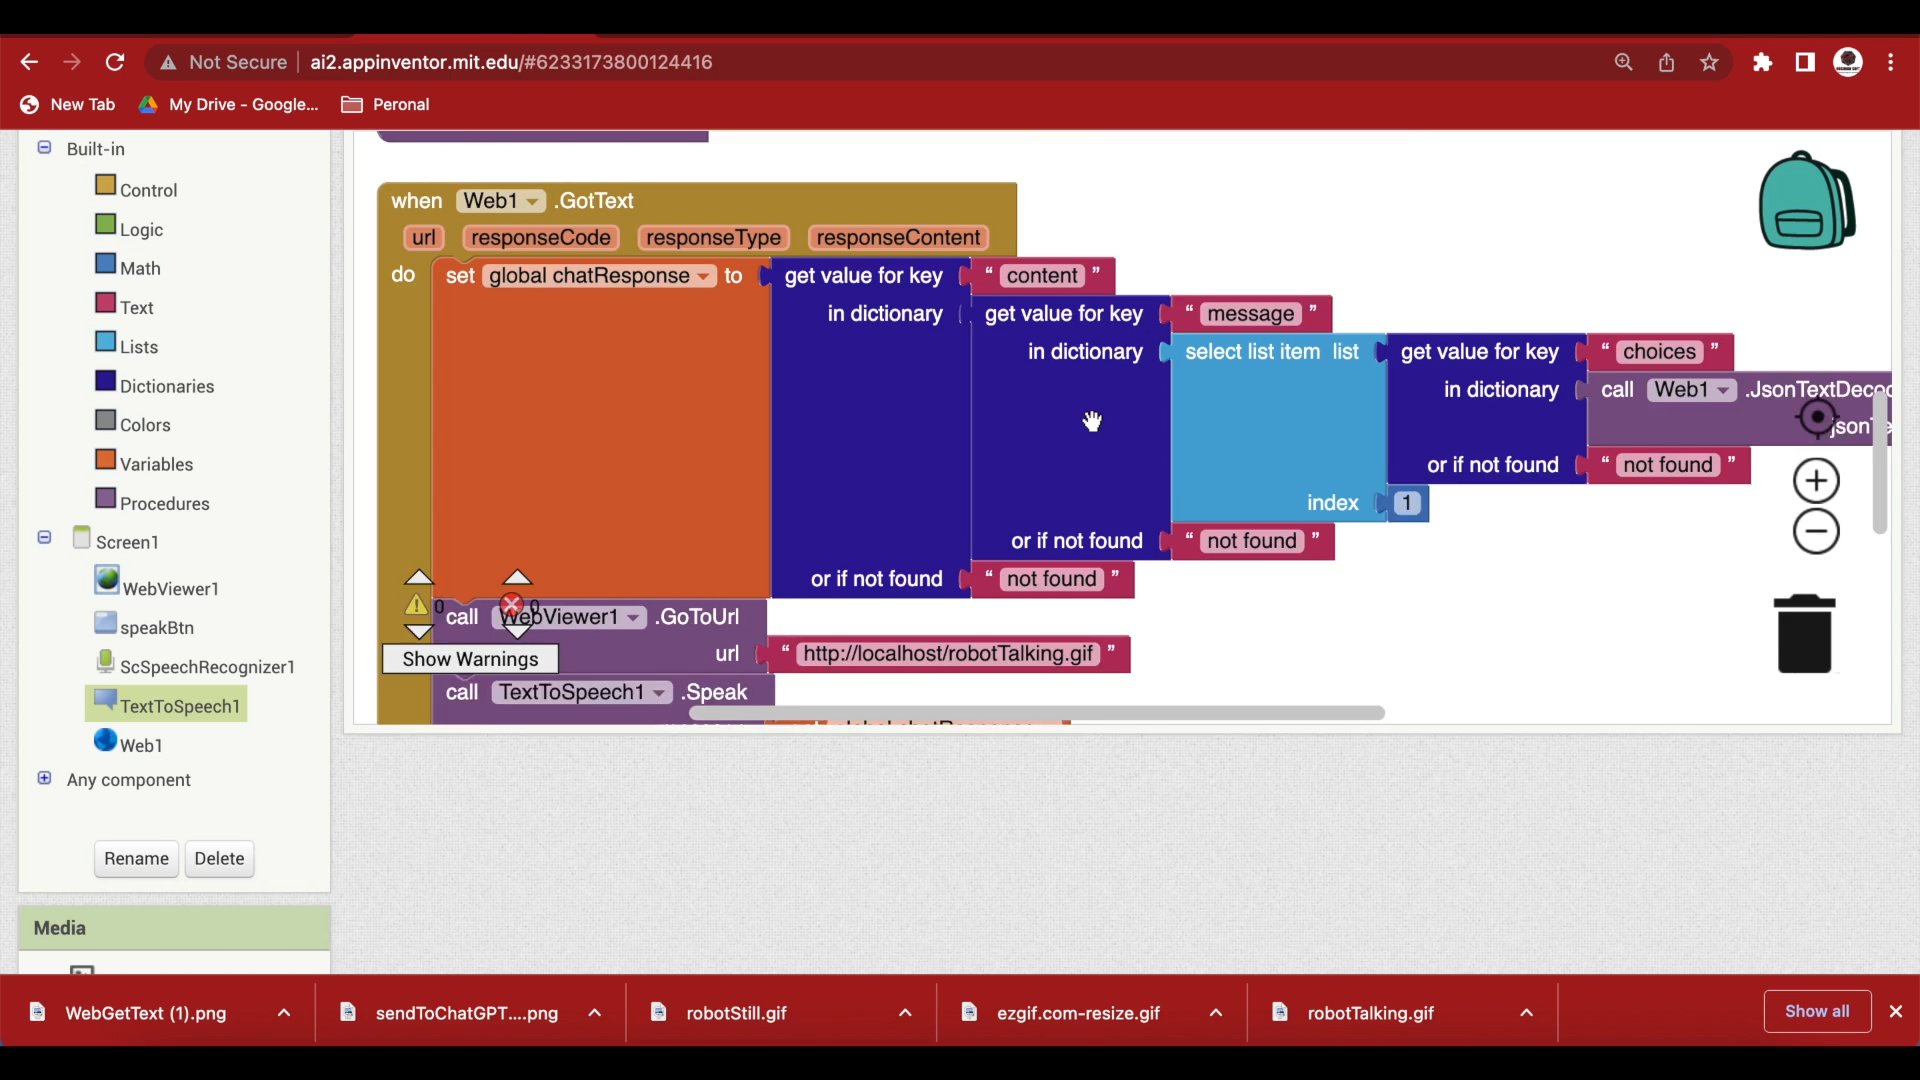 Not Secure ai2.appinventor.mit.edu/#6233173800124416
New Tab My Drive - Google... Peronal
Built-in
Control
Logic
Math
Text
Lists
Dictionaries
Colors
Variables
Procedures
Screen1
WebViewer1
speakBtn
ScSpeechRecognizer1
TextToSpeech1
Web1
Any component
Rename Delete
Media
when Web1 .GotText
url responseCode responseType responseContent
do set global chatResponse to get value for key “ content ”
in dictionary get value for key “ message ”
in dictionary select list item list get value for key “ choices ”
in dictionary call Web1 .JsonTextDecod
jsonTe
or if not found “ not found ”
index 1
or if not found “ not found ”
or if not found “ not found ”
0 0
call WebViewer1 .GoToUrl
url “ http://localhost/robotTalking.gif ”
Show Warnings
call TextToSpeech1 .Speak
WebGetText (1).png sendToChatGPT....png robotStill.gif ezgif.com-resize.gif robotTalking.gif Show all